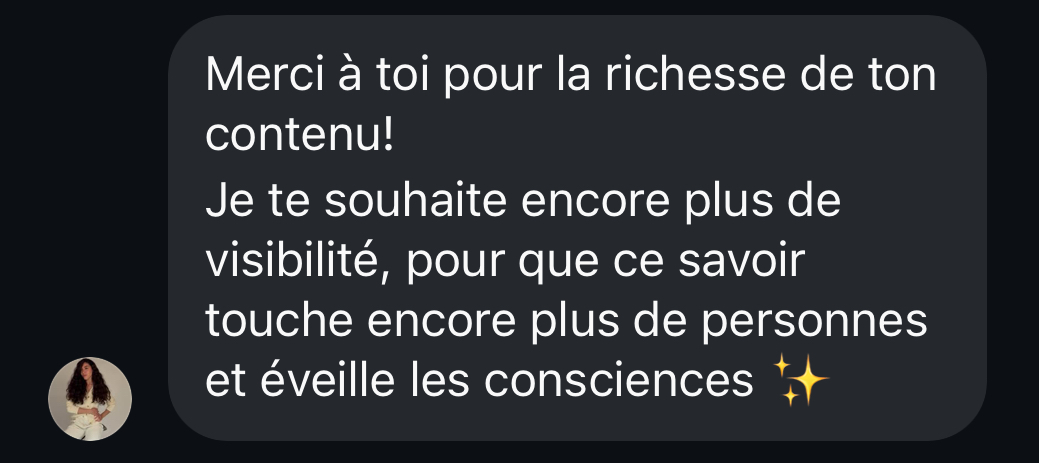 Merci à toi pour la richesse de ton
contenu!
Je te souhaite encore plus de
visibilité, pour que ce savoir
touche encore plus de personnes
et éveille les consciences ✨